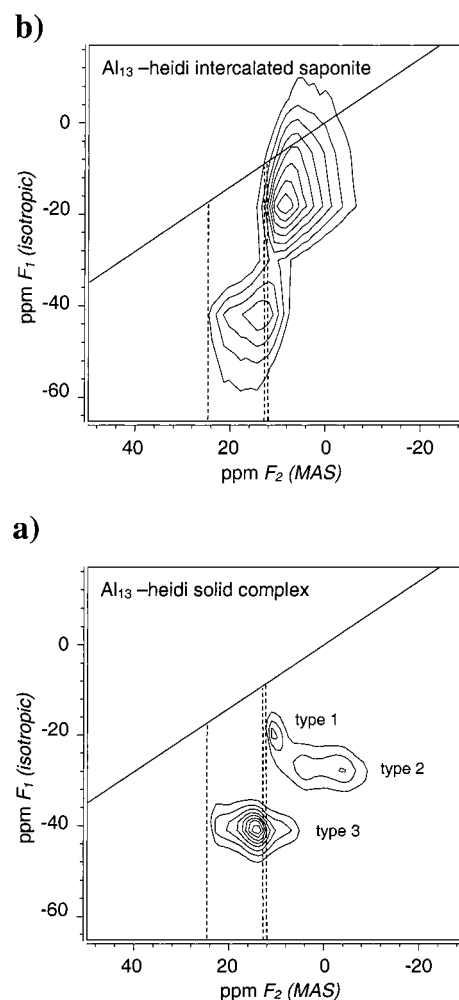 b)
Al13 –heidi intercalated saponite
ppm F1 (isotropic)
0
-20
-40
-60
40
20
0
-20
ppm F2 (MAS)
a)
Al13 –heidi solid complex
ppm F1 (isotropic)
0
-20
-40
-60
type 1
type 2
type 3
40
20
0
-20
ppm F2 (MAS)